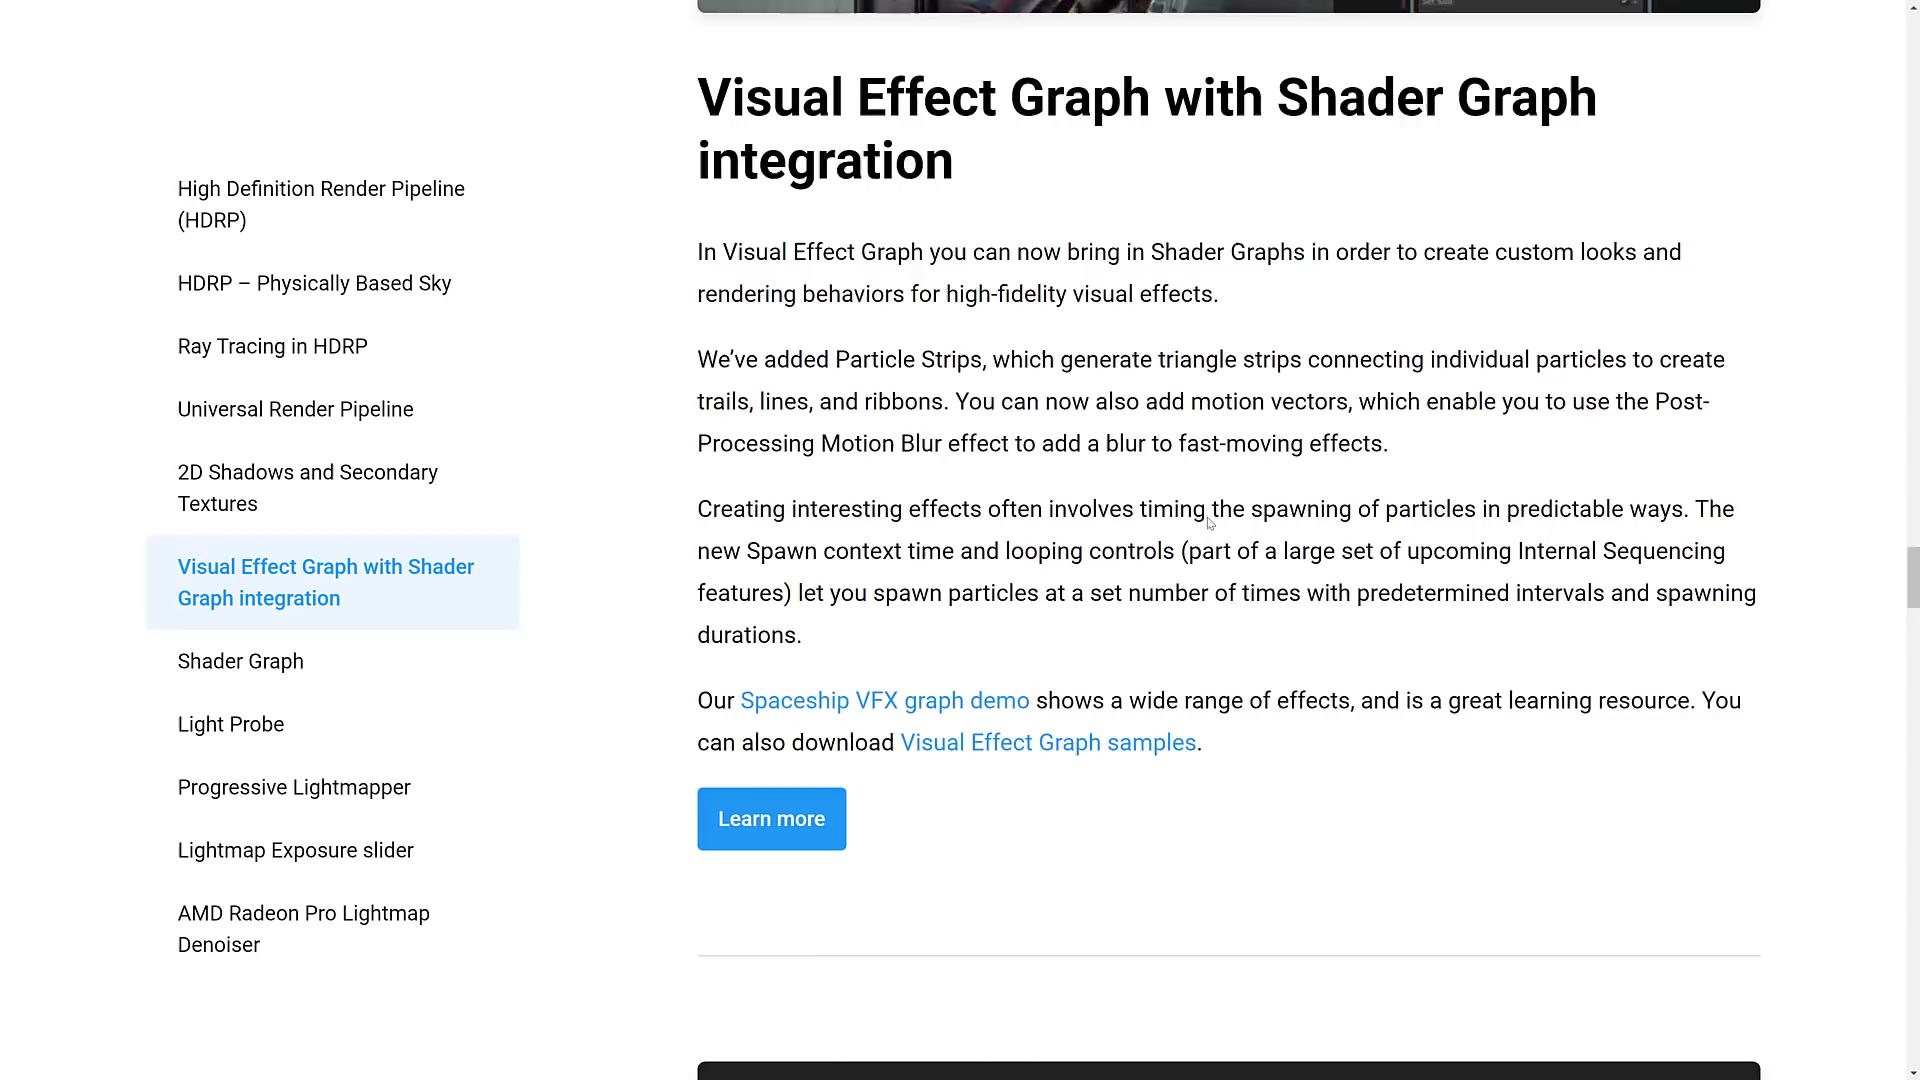 High Definition Render Pipeline
(HDRP)
HDRP – Physically Based Sky
Ray Tracing in HDRP
Universal Render Pipeline
2D Shadows and Secondary
Textures
Visual Effect Graph with Shader
Graph integration
Shader Graph
Light Probe
Progressive Lightmapper
Lightmap Exposure slider
AMD Radeon Pro Lightmap
Denoiser
Visual Effect Graph with Shader Graph
integration
In Visual Effect Graph you can now bring in Shader Graphs in order to create custom looks and
rendering behaviors for high-fidelity visual effects.
We’ve added Particle Strips, which generate triangle strips connecting individual particles to create
trails, lines, and ribbons. You can now also add motion vectors, which enable you to use the Post-
Processing Motion Blur effect to add a blur to fast-moving effects.
Creating interesting effects often involves timing the spawning of particles in predictable ways. The
new Spawn context time and looping controls (part of a large set of upcoming Internal Sequencing
features) let you spawn particles at a set number of times with predetermined intervals and spawning
durations.
Our Spaceship VFX graph demo shows a wide range of effects, and is a great learning resource. You
can also download Visual Effect Graph samples.
Learn more